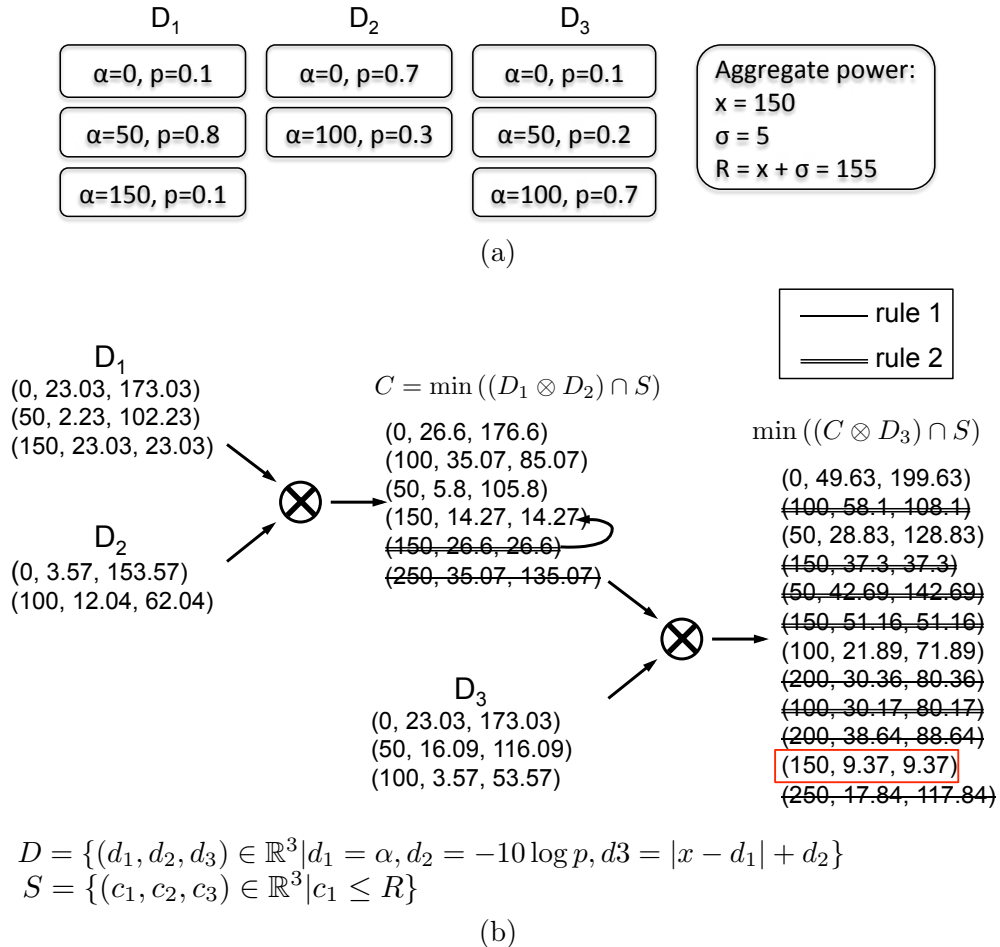 D₁ D₂ D₃
α=0, p=0.1
α=50, p=0.8
α=150, p=0.1
α=0, p=0.7
α=100, p=0.3
α=0, p=0.1
α=50, p=0.2
α=100, p=0.7
Aggregate power:
x = 150
σ = 5
R = x + σ = 155
(a)
rule 1
rule 2
D₁
(0, 23.03, 173.03)
(50, 2.23, 102.23)
(150, 23.03, 23.03)
D₂
(0, 3.57, 153.57)
(100, 12.04, 62.04)
C = min ((D₁ ⊗ D₂) ∩ S)
(0, 26.6, 176.6)
(100, 35.07, 85.07)
(50, 5.8, 105.8)
(150, 14.27, 14.27)
(150, 26.6, 26.6)
(250, 35.07, 135.07)
D₃
(0, 23.03, 173.03)
(50, 16.09, 116.09)
(100, 3.57, 53.57)
min ((C ⊗ D₃) ∩ S)
(0, 49.63, 199.63)
(100, 58.1, 108.1)
(50, 28.83, 128.83)
(150, 37.3, 37.3)
(50, 42.69, 142.69)
(150, 51.16, 51.16)
(100, 21.89, 71.89)
(200, 30.36, 80.36)
(100, 30.17, 80.17)
(200, 38.64, 88.64)
(150, 9.37, 9.37)
(250, 17.84, 117.84)
D = {(d₁, d₂, d₃) ∈ ℝ³|d₁ = α, d₂ = −10 log p, d3 = |x − d₁| + d₂}
S = {(c₁, c₂, c₃) ∈ ℝ³|c₁ ≤ R}
(b)